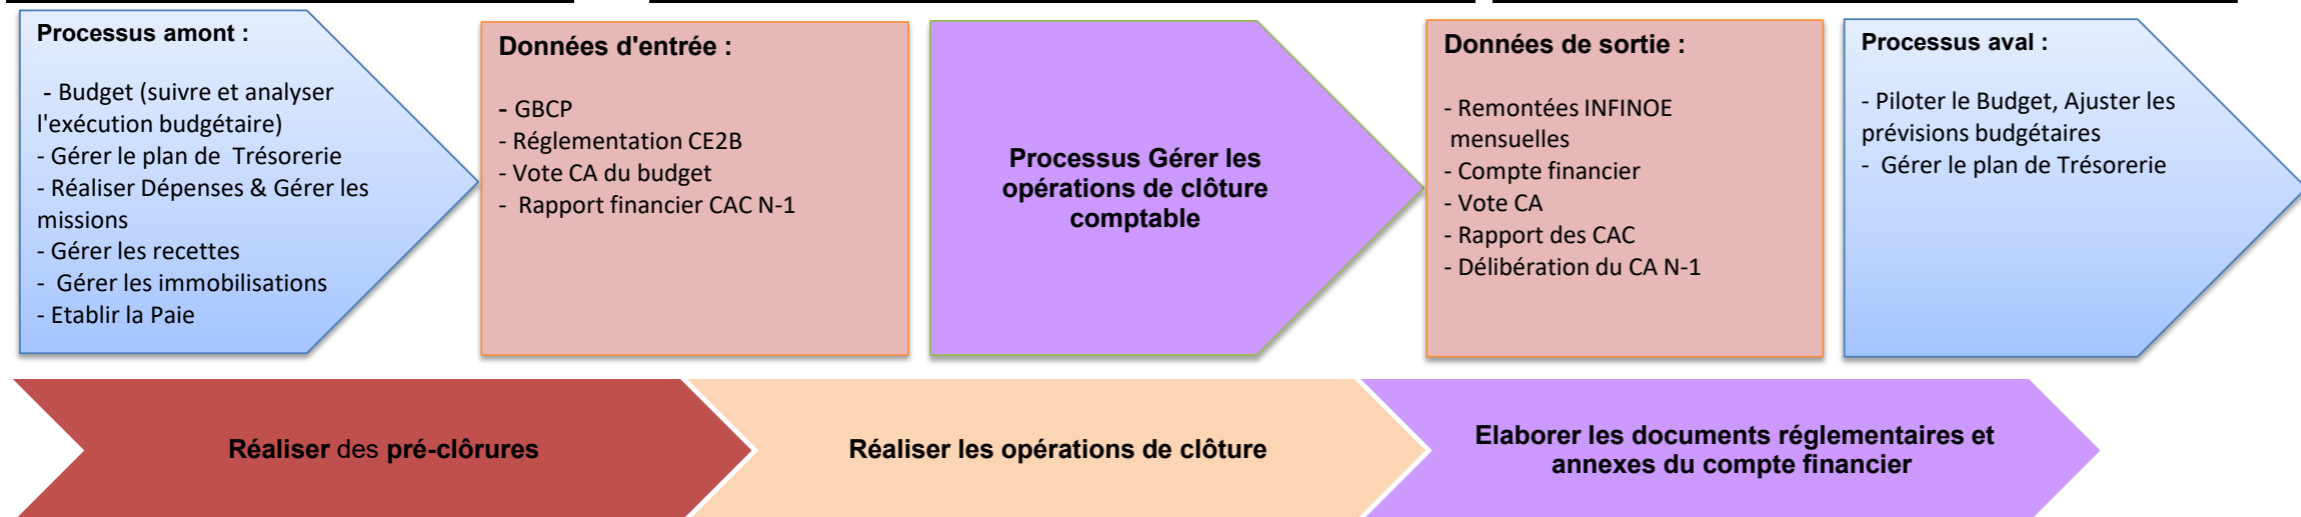 Processus amont :
- Budget (suivre et analyser
l'exécution budgétaire)
- Gérer le plan de Trésorerie
- Réaliser Dépenses & Gérer les
missions
- Gérer les recettes
- Gérer les immobilisations
- Etablir la Paie
Données d'entrée :
- GBCP
- Réglementation CE2B
- Vote CA du budget
- Rapport financier CAC N-1
Processus Gérer les
opérations de clôture
comptable
Données de sortie :
- Remontées INFINOE
mensuelles
- Compte financier
- Vote CA
- Rapport des CAC
- Délibération du CA N-1
Processus aval :
- Piloter le Budget, Ajuster les
prévisions budgétaires
- Gérer le plan de Trésorerie
Réaliser des pré-clôrures
Réaliser les opérations de clôture
Elaborer les documents réglementaires et
annexes du compte financier